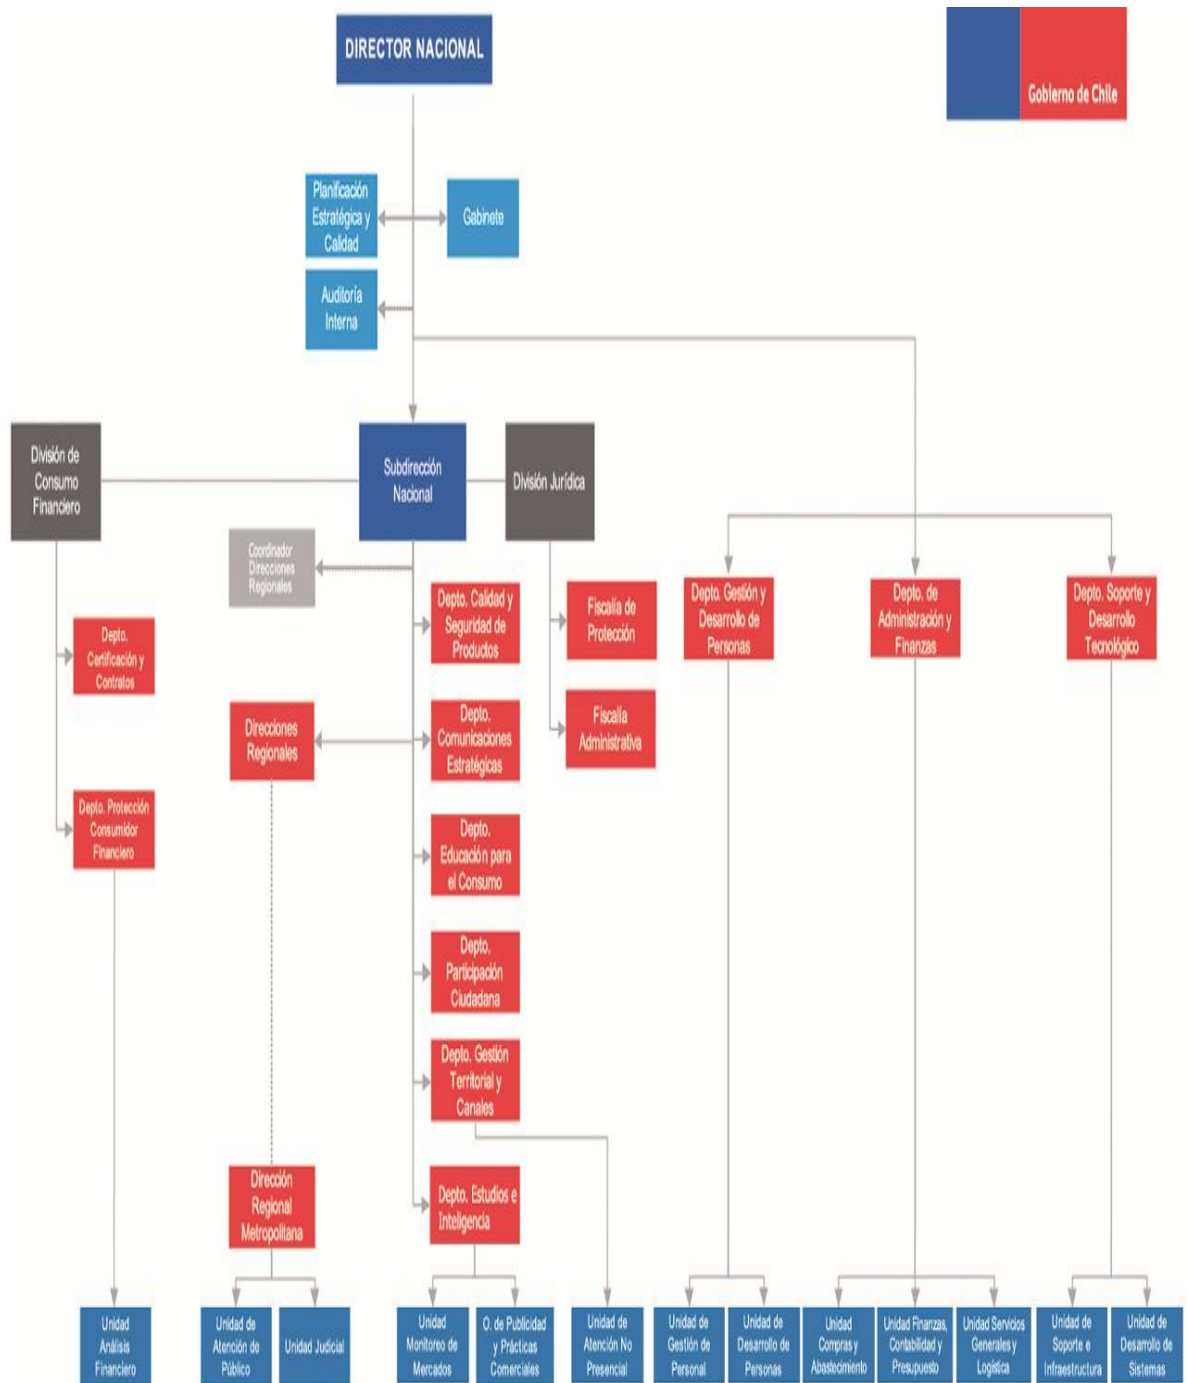 DIRECTOR NACIONAL
Gobierno de Chile
Planificación
Estratégica y
Calidad
Gabinete
Auditoría
Interna
División de
Consumo
Financiero
Subdirección
Nacional
División Jurídica
Coordinador
Direcciones
Regionales
Depto. Calidad y
Seguridad de
Productos
Fiscalía de
Protección
Depto. Gestión y
Desarrollo de
Personas
Depto. de
Administración y
Finanzas
Depto. Soporte y
Desarrollo
Tecnológico
Depto.
Certificación y
Contratos
Direcciones
Regionales
Depto.
Comunicaciones
Estratégicas
Fiscalía
Administrativa
Depto. Protección
Consumidor
Financiero
Depto.
Educación para
el Consumo
Depto.
Participación
Ciudadana
Depto. Gestión
Territorial y
Canales
Dirección
Regional
Metropolitana
Depto. Estudios e
Inteligencia
Unidad
Análisis
Financiero
Unidad de
Atención de
Público
Unidad Judicial
Unidad
Monitoreo de
Mercados
O. de Publicidad
y Prácticas
Comerciales
Unidad de
Atención No
Presencial
Unidad de
Gestión de
Personal
Unidad de
Desarrollo de
Personas
Unidad
Compras y
Abastecimiento
Unidad Finanzas,
Contabilidad y
Presupuesto
Unidad Servicios
Generales y
Logística
Unidad de
Soporte e
Infraestructura
Unidad de
Desarrollo de
Sistemas